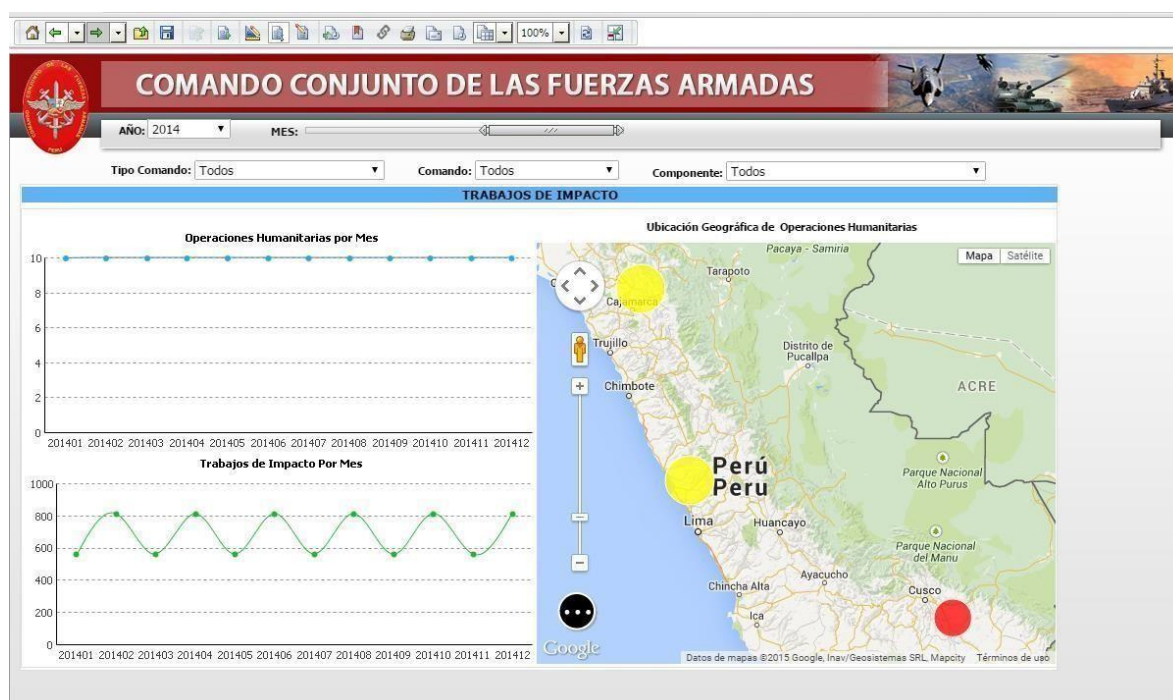 100%
COMANDO CONJUNTO DE LAS FUERZAS ARMADAS
PERU
AÑO: 2014
MES:
Tipo Comando: Todos
Comando: Todos
Componente: Todos
TRABAJOS DE IMPACTO
Operaciones Humanitarias por Mes
10
8
6
4
2
0
201401 201402 201403 201404 201405 201406 201407 201408 201409 201410 201411 201412
Trabajos de Impacto Por Mes
1000
800
600
400
200
0
201401 201402 201403 201404 201405 201406 201407 201408 201409 201410 201411 201412
Ubicación Geográfica de Operaciones Humanitarias
Mapa Satélite
Pacaya - Samiria
Tarapoto
Cajamarca
Trujillo
Distrito de
Pucallpa
Chimbote
ACRE
Perú
Peru
Parque Nacional
Alto Purus
Lima
Huancayo
Parque Nacional
del Manu
Ayacucho
Chincha Alta
Cusco
Ica
Google
Datos de mapas ©2015 Google, Inav/Geosistemas SRL, Mapcity Términos de uso